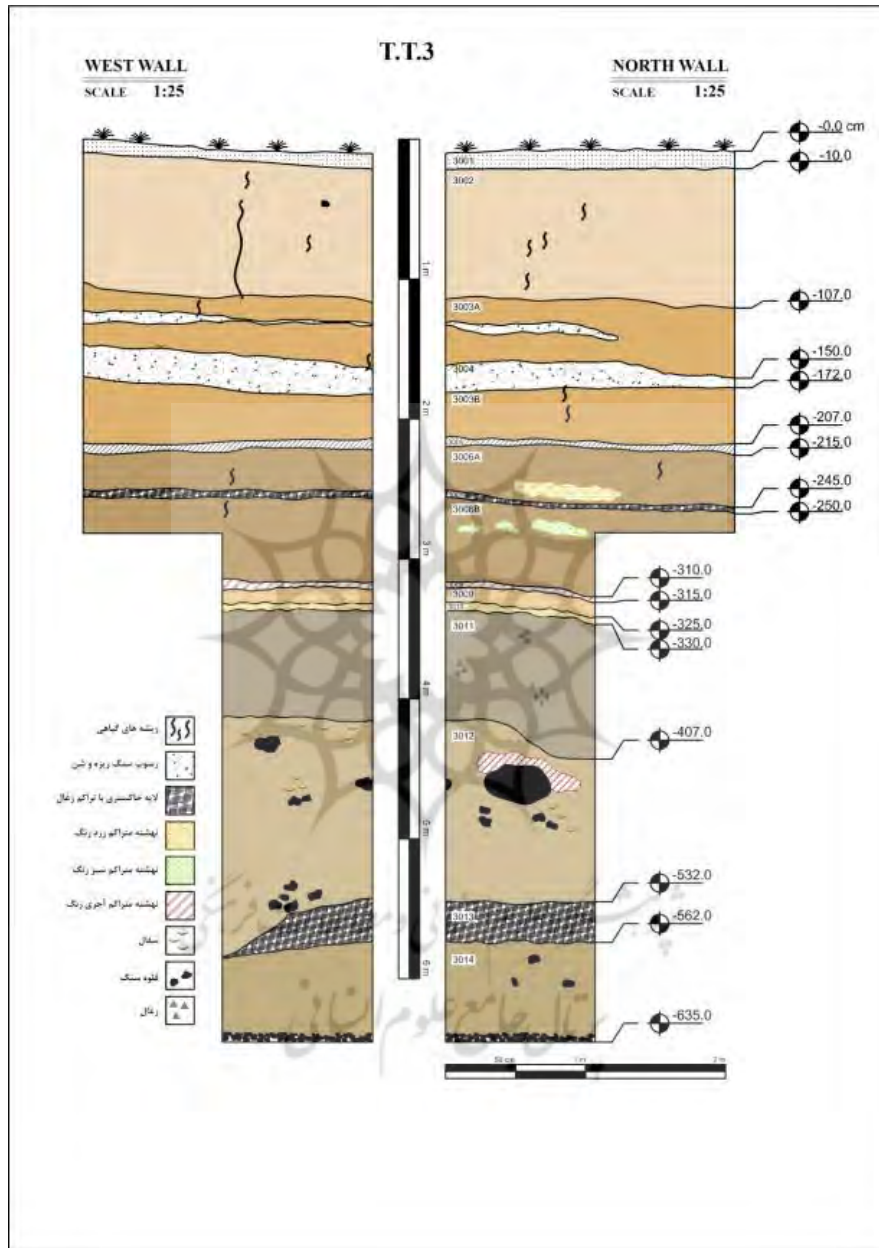 T.T.3
WEST WALL
SCALE 1:25
NORTH WALL
SCALE 1:25
-0.0 cm
-10.0
-107.0
-150.0
-172.0
-207.0
-215.0
-245.0
-250.0
-310.0
-315.0
-325.0
-330.0
-407.0
-532.0
-562.0
-635.0
3001
3002
3003A
3004
3003B
3006A
3011
3012
3013
3014
1 m
2 m
3 m
4 m
6 m
50 cm
1 m
2 m
ریشه های گیاهی
رسوب سنگ ریزه و شن
لایه خاکستری با تراکم زغال
نهشته متراکم زرد رنگ
نهشته متراکم سبز رنگ
نهشته متراکم آجری رنگ
سفال
قلوه سنگ
زغال
پرتال جامع علوم انسانی